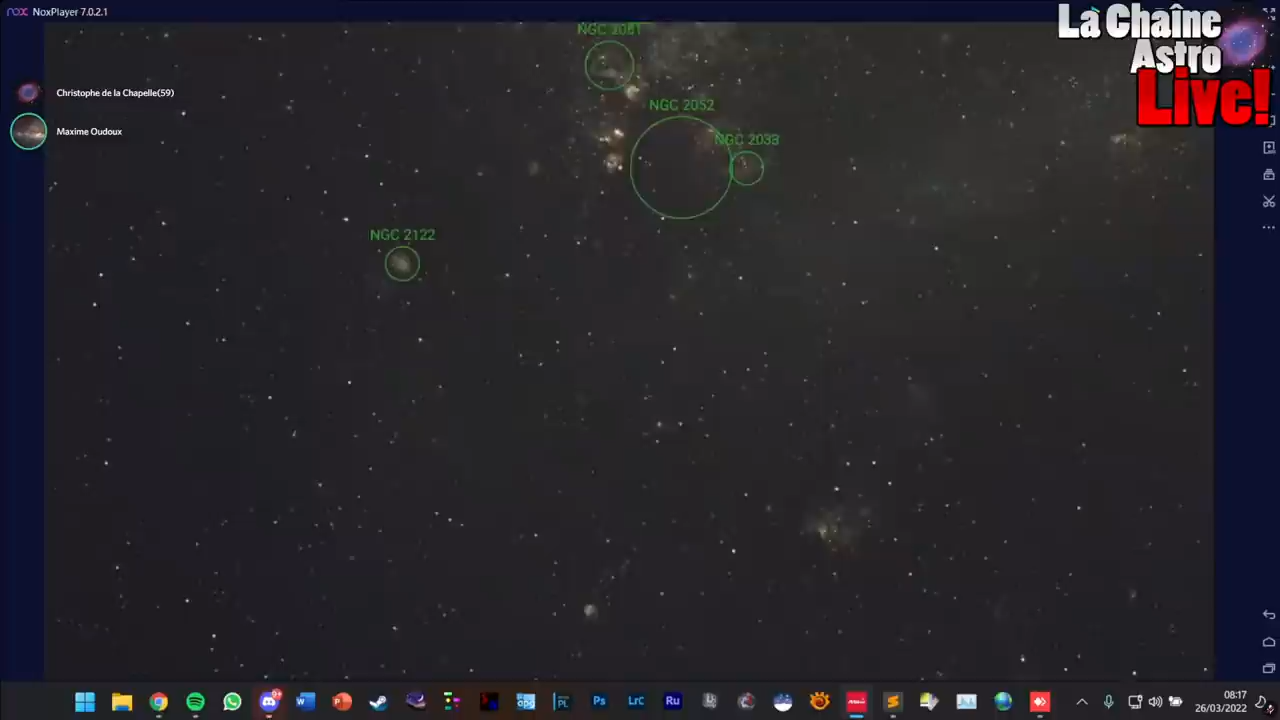 NoxPlayer 7.0.2.1
La Chaîne
Astro
Live!
Christophe de la Chapelle(59)
Maxime Oudoux
NGC 2081
NGC 2052
NGC 2033
NGC 2122
08:17
26/03/2022